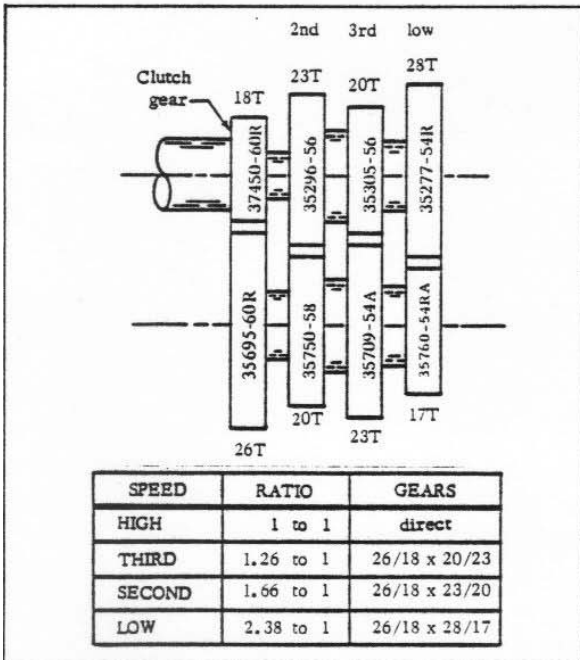 2nd 3rd low
23T 20T 28T
Clutch
gear
18T
37450-60R
35296-56
35305-56
35277-54R
35695-60R
35750-58
35709-54A
35760-54RA
26T
20T
23T
17T
SPEED RATIO GEARS
HIGH 1 to 1 direct
THIRD 1.26 to 1 26/18 x 20/23
SECOND 1.66 to 1 26/18 x 23/20
LOW 2.38 to 1 26/18 x 28/17